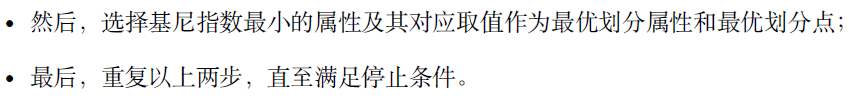 • 然后，选择基尼指数最小的属性及其对应取值作为最优划分属性和最优划分点；
• 最后，重复以上两步，直至满足停止条件。